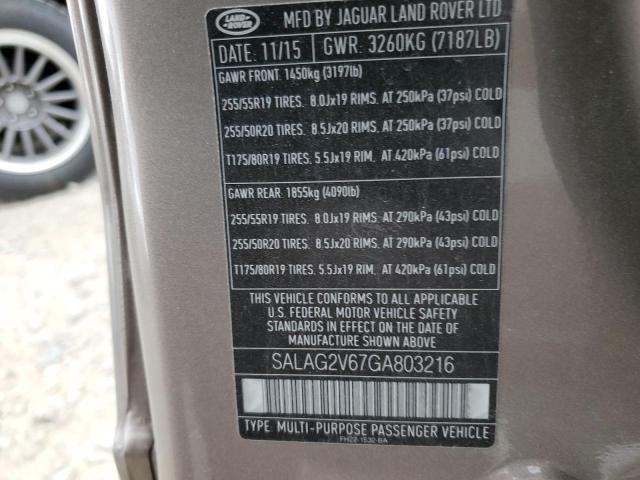 LAND ROVER
MFD BY JAGUAR LAND ROVER LTD
DATE: 11/15 GWR: 3260KG (7187LB)
GAWR FRONT: 1450kg (3197lb)
255/55R19 TIRES. 8.0Jx19 RIMS. AT 250kPa (37psi) COLD
255/50R20 TIRES. 8.5Jx20 RIMS. AT 250kPa (37psi) COLD
T175/80R19 TIRES. 5.5Jx19 RIM. AT 420kPa (61psi) COLD
GAWR REAR: 1855kg (4090lb)
255/55R19 TIRES. 8.0Jx19 RIMS. AT 290kPa (43psi) COLD
255/50R20 TIRES. 8.5Jx20 RIMS. AT 290kPa (43psi) COLD
T175/80R19 TIRES. 5.5Jx19 RIM. AT 420kPa (61psi) COLD
THIS VEHICLE CONFORMS TO ALL APPLICABLE
U.S. FEDERAL MOTOR VEHICLE SAFETY
STANDARDS IN EFFECT ON THE DATE OF
MANUFACTURE SHOWN ABOVE.
SALAG2V67GA803216
TYPE: MULTI-PURPOSE PASSENGER VEHICLE
FH22-1532-BA